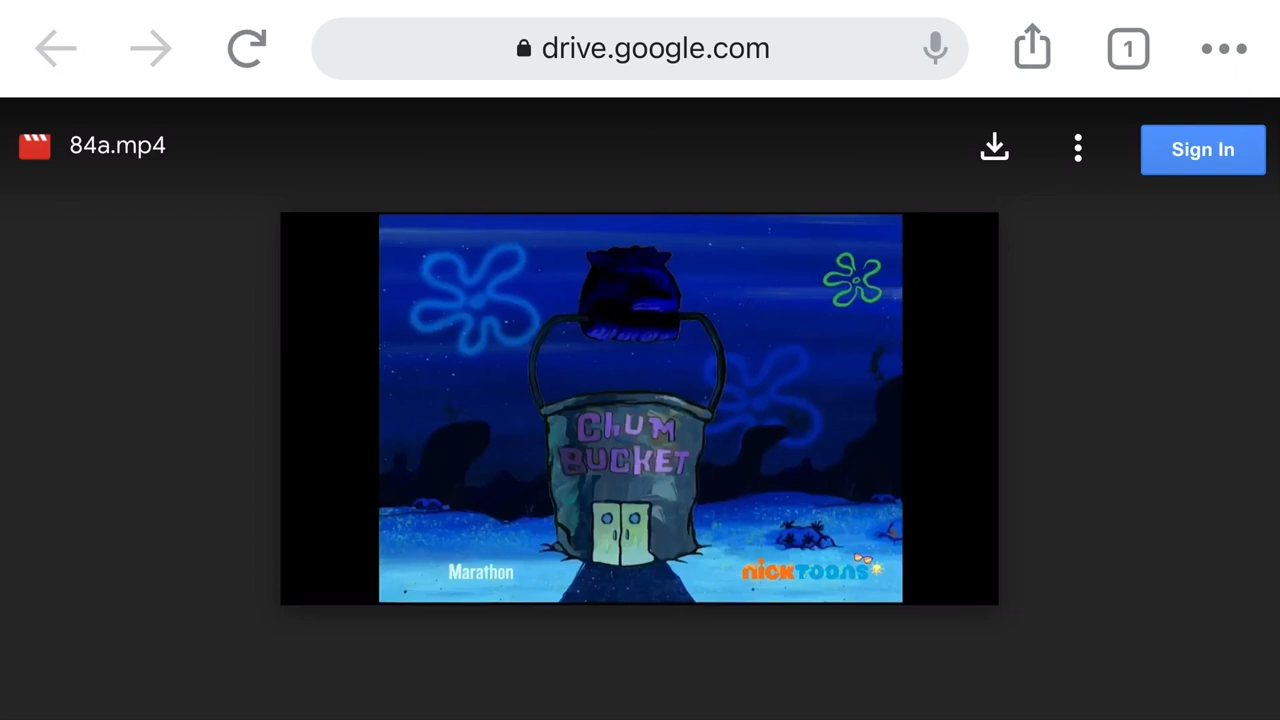 drive.google.com
1
84a.mp4
Sign In
CHUM
BUCKET
Marathon
nickTOONS